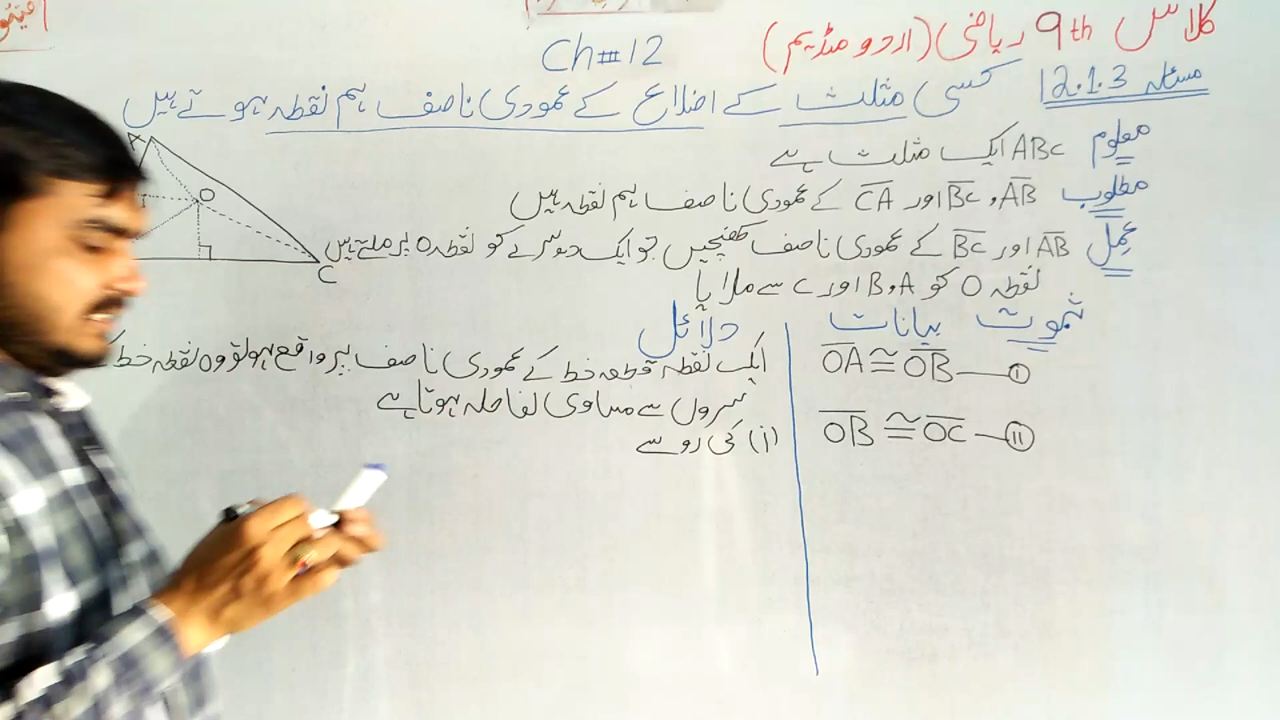 کلاس 9th ریاضی (اردو میڈیم)
Ch # 12
مسئلہ 12.1.3 کسی مثلث کے اضلاع کے عمودی ناصف ہم نقطہ ہوتے ہیں
معلوم ABC ایک مثلث ہے
مطلوب AB، BC اور CA کے عمودی ناصف ہم نقطہ ہیں
عمل AB اور BC کے عمودی ناصف کھینچیں جو ایک دوسرے کو نقطہ O پر ملتے ہیں
نقطہ O کو B،A اور C سے ملایا
ثبوت بیانات دلائل
OA ≅ OB — (i) ایک نقطہ قطعہ خط کے عمودی ناصف پر واقع ہو تو وہ نقطہ خط کے
سروں سے مساوی الفاصلہ ہوتا ہے
OB ≅ OC — (ii) (i) کی رو سے
A
O
C